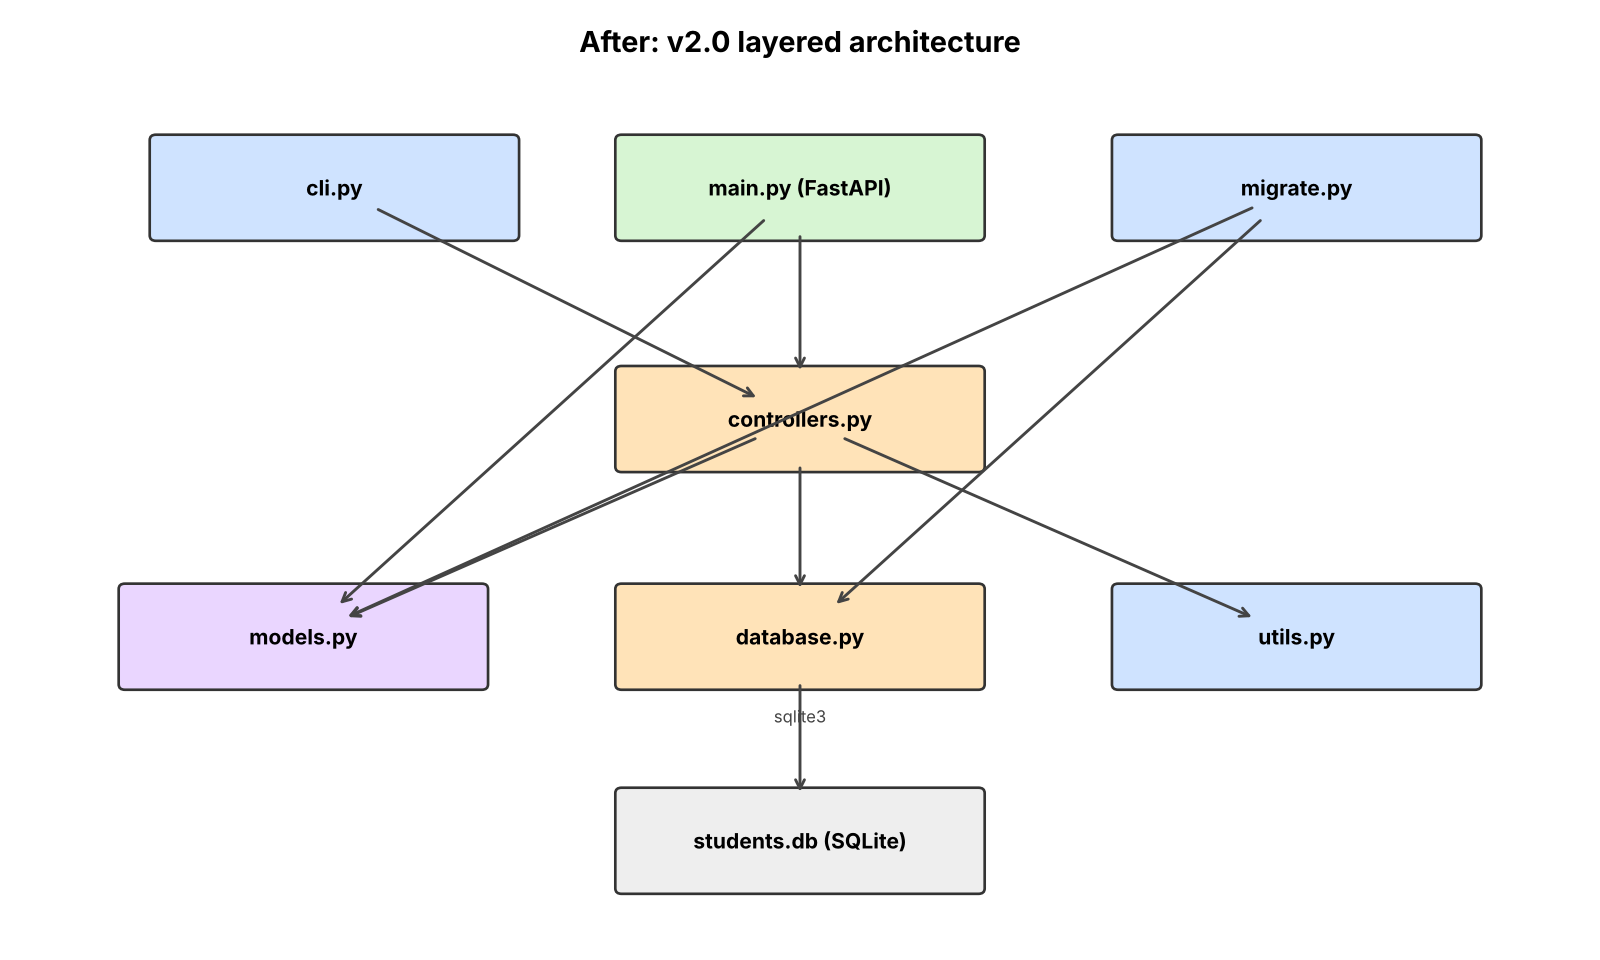 After: v2.0 layered architecture
cli.py
main.py (FastAPI)
migrate.py
controllers.py
models.py
database.py
utils.py
sqlite3
students.db (SQLite)